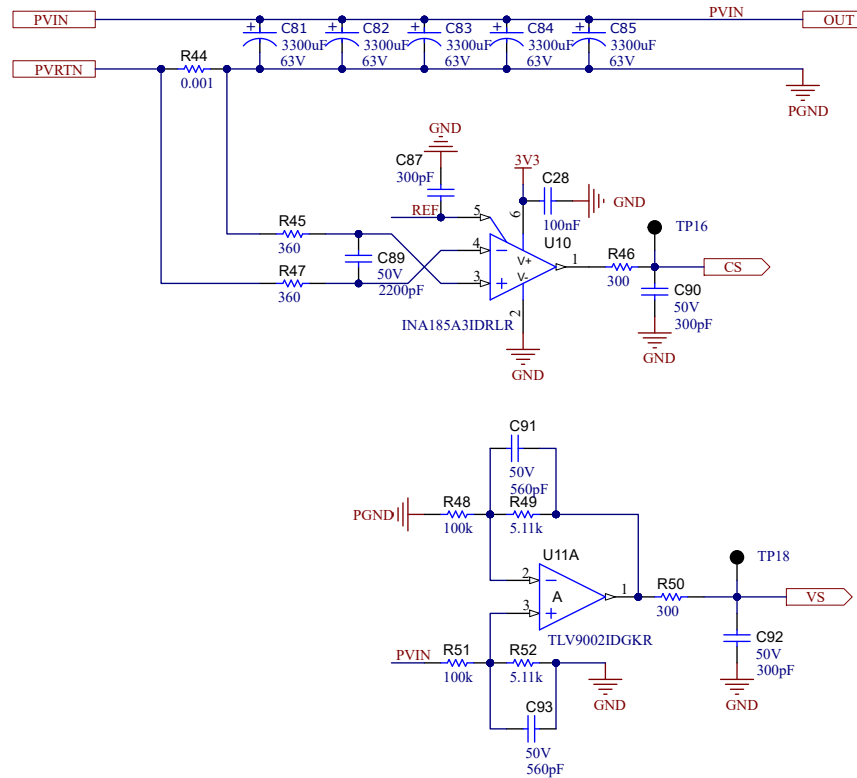 PVIN
PVIN
OUT
C81
3300uF
63V
C82
3300uF
63V
C83
3300uF
63V
C84
3300uF
63V
C85
3300uF
63V
PVRTN
R44
0.001
PGND
GND
C87
300pF
REF
3V3
C28
100nF
GND
5
6
U10
R45
360
C89
50V
2200pF
R47
360
4
3
V+
V-
1
2
INA185A3IDRLR
GND
R46
300
TP16
CS
C90
50V
300pF
GND
C91
50V
560pF
PGND
R48
100k
R49
5.11k
U11A
2
A
3
1
TLV9002IDGKR
R50
300
TP18
VS
C92
50V
300pF
GND
PVIN
R51
100k
R52
5.11k
GND
C93
50V
560pF